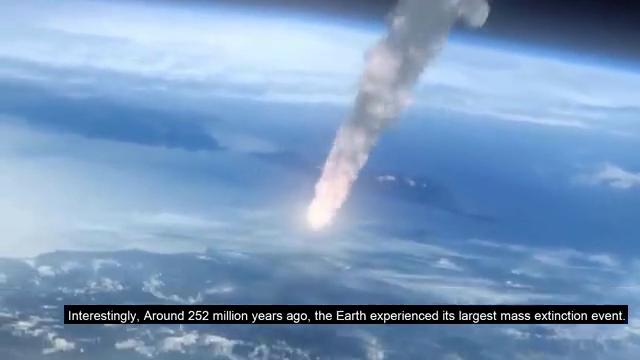 Interestingly, Around 252 million years ago, the Earth experienced its largest mass extinction event.